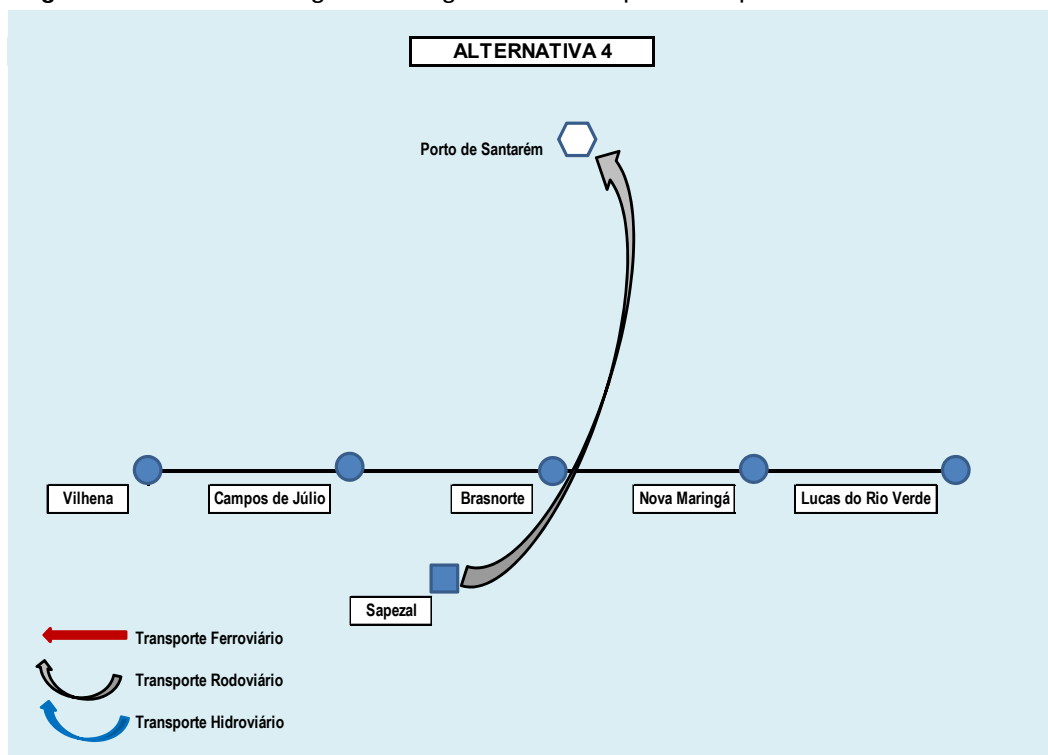 ALTERNATIVA 4
Porto de Santarém
Vilhena
Campos de Júlio
Brasnorte
Nova Maringá
Lucas do Rio Verde
Sapezal
Transporte Ferroviário
Transporte Rodoviário
Transporte Hidroviário